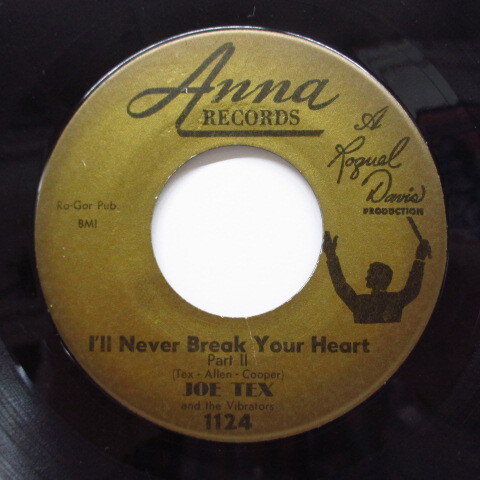 Anna
RECORDS
A
Roquel
Davis
PRODUCTION
Ro-Gor Pub.
BMI
I'll Never Break Your Heart
Part II
(Tex - Allen - Cooper)
JOE TEX
and the Vibrators
1124